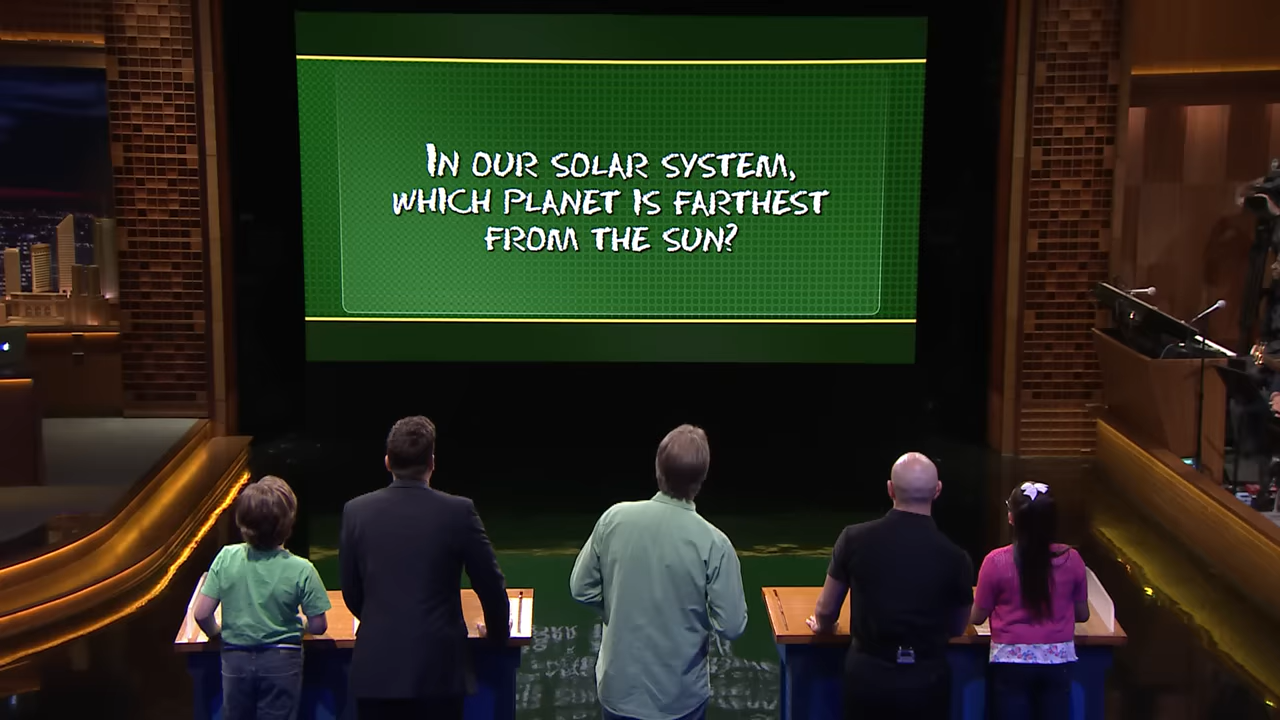 In our solar system,
which planet is farthest
from the sun?